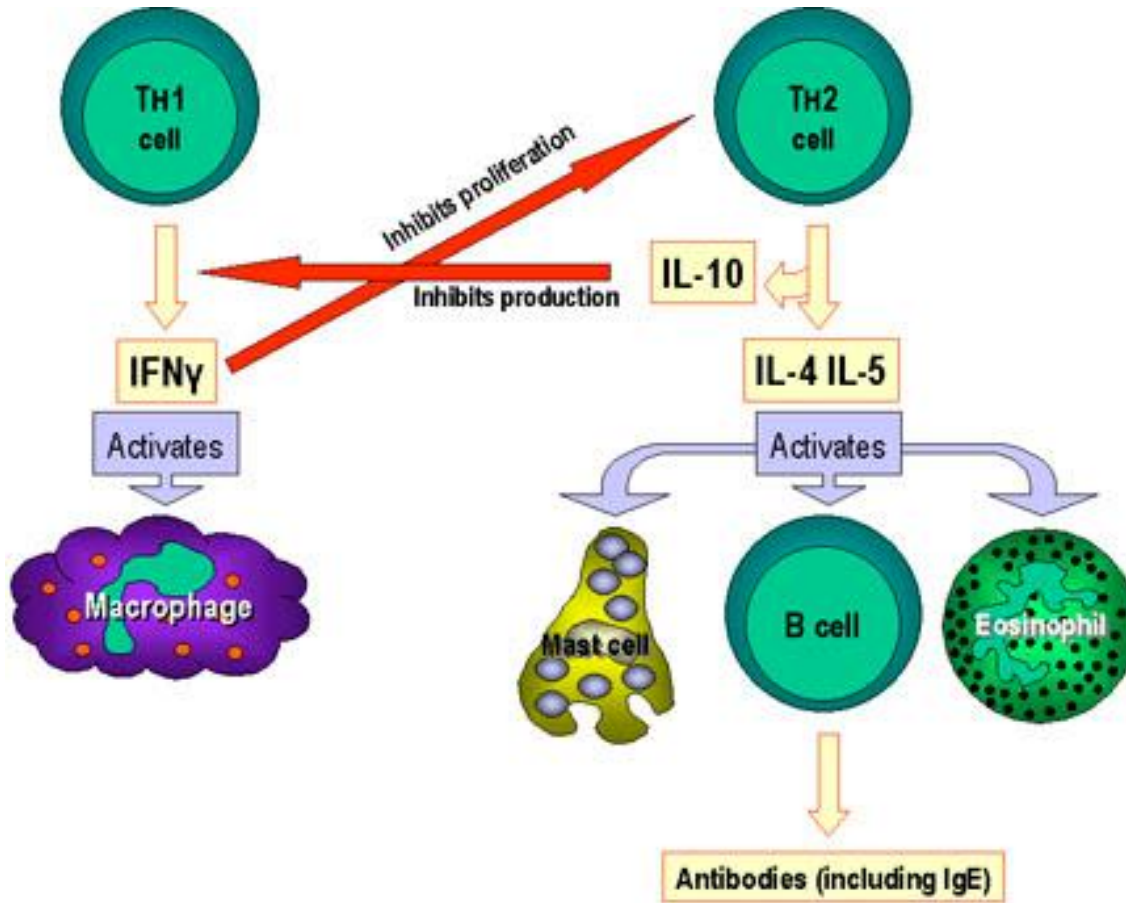 TH1
cell
TH2
cell
Inhibits proliferation
IL-10
Inhibits production
IFNγ
IL-4 IL-5
Activates
Activates
Macrophage
Mast cell
B cell
Eosinophil
Antibodies (including IgE)